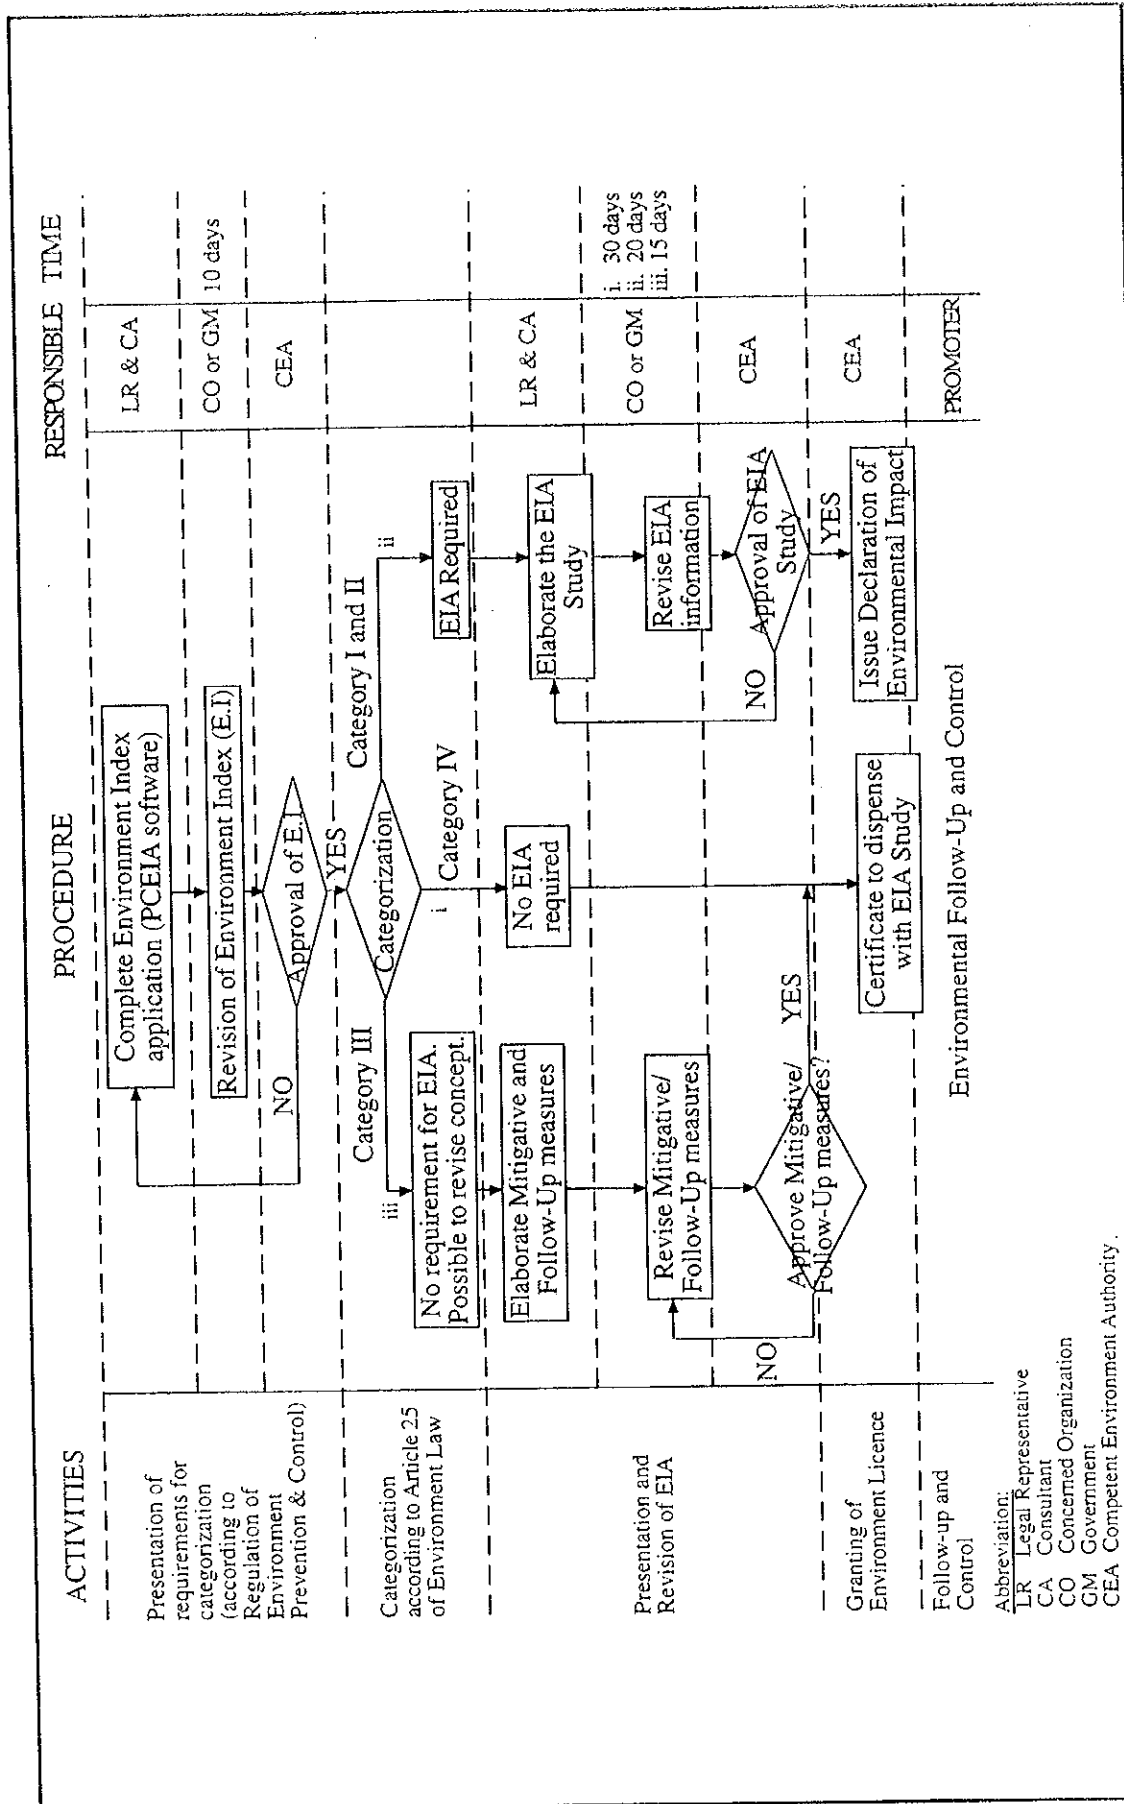 ACTIVITIES
PROCEDURE
RESPONSIBLE
TIME
Presentation of
requirements for
categorization
(according to
Regulation of
Environment
Prevention & Control)
Complete Environment Index
application (PCEIA software)
LR & CA
Revision of Environment Index (E.I)
CO or GM
10 days
NO
Approval of E.I
CEA
YES
Categorization
according to Article 25
of Environment Law
Category III
Categorization
Category I and II
iii
i
Category IV
ii
No requirement for EIA.
Possible to revise concept.
No EIA
required
EIA Required
Presentation and
Revision of EIA
Elaborate Mitigative and
Follow-Up measures
Elaborate the EIA
Study
LR & CA
Revise Mitigative/
Follow-Up measures
Revise EIA
information
CO or GM
i. 30 days
ii. 20 days
iii. 15 days
NO
Approve Mitigative/
Follow-Up measures?
YES
NO
Approval of EIA
Study
CEA
YES
Granting of
Environment Licence
Certificate to dispense
with EIA Study
Issue Declaration of
Environmental Impact
CEA
Follow-up and
Control
Environmental Follow-Up and Control
PROMOTER
Abbreviation:
LR Legal Representative
CA Consultant
CO Concerned Organization
GM Government
CEA Competent Environment Authority.